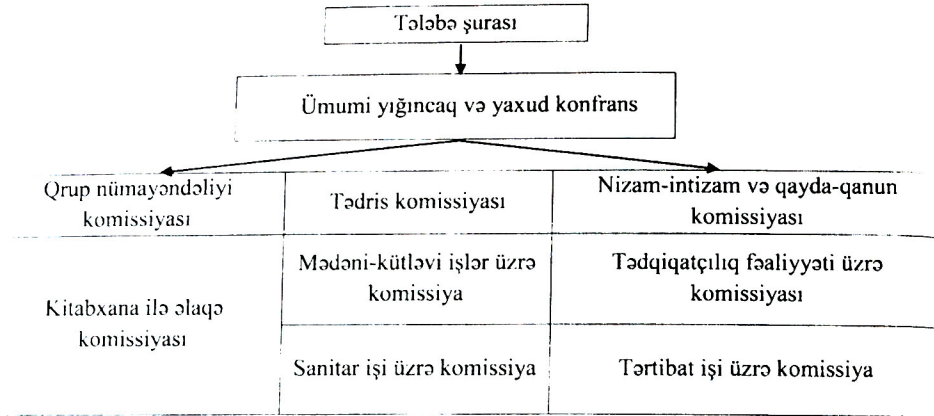 Tələbə şurası
Ümumi yığıncaq və yaxud konfrans
Qrup nümayəndəliyi
komissiyası
Tədris komissiyası
Nizam-intizam və qayda-qanun
komissiyası
Kitabxana ilə əlaqə
komissiyası
Mədəni-kütləvi işlər üzrə
komissiya
Tədqiqatçılıq fəaliyyəti üzrə
komissiyası
Sanitar işi üzrə komissiya
Tərtibat işi üzrə komissiya